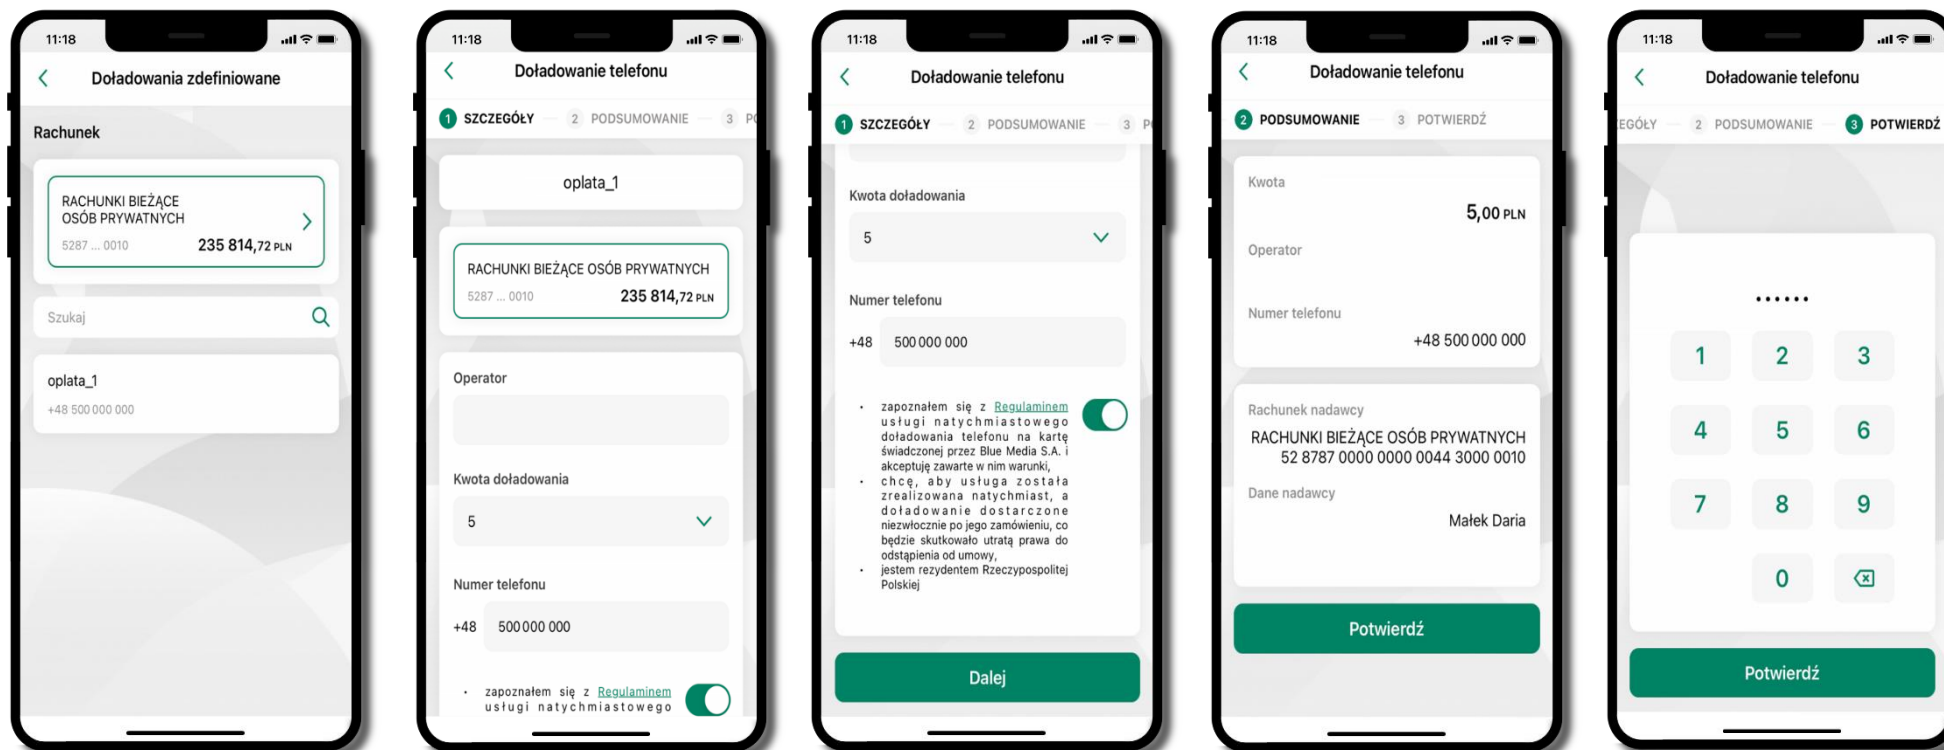 11:18
Doładowania zdefiniowane
Rachunek
RACHUNKI BIEŻĄCE
OSÓB PRYWATNYCH
5287 ... 0010 235 814,72 PLN
Szukaj
oplata_1
+48 500 000 000
11:18
Doładowanie telefonu
1 SZCZEGÓŁY 2 PODSUMOWANIE 3 P
oplata_1
RACHUNKI BIEŻĄCE OSÓB PRYWATNYCH
5287 ... 0010 235 814,72 PLN
Operator
Kwota doładowania
5
Numer telefonu
+48 500 000 000
· zapoznałem się z Regulaminem
usługi natychmiastowego
11:18
Doładowanie telefonu
1 SZCZEGÓŁY 2 PODSUMOWANIE 3 P
Kwota doładowania
5
Numer telefonu
+48 500 000 000
· zapoznałem się z Regulaminem
usługi natychmiastowego
doładowania telefonu na kartę
świadczonej przez Blue Media S.A. i
akceptuję zawarte w nim warunki,
· chcę, aby usługa została
zrealizowana natychmiast, a
doładowanie dostarczone
niezwłocznie po jego zamówieniu, co
będzie skutkowało utratą prawa do
odstąpienia od umowy,
· jestem rezydentem Rzeczypospolitej
Polskiej
Dalej
11:18
Doładowanie telefonu
2 PODSUMOWANIE 3 POTWIERDŹ
Kwota
5,00 PLN
Operator
Numer telefonu
+48 500 000 000
Rachunek nadawcy
RACHUNKI BIEŻĄCE OSÓB PRYWATNYCH
52 8787 0000 0000 0044 3000 0010
Dane nadawcy
Małek Daria
Potwierdź
11:18
Doładowanie telefonu
EGÓŁY 2 PODSUMOWANIE 3 POTWIERDŹ
......
1 2 3
4 5 6
7 8 9
0
Potwierdź